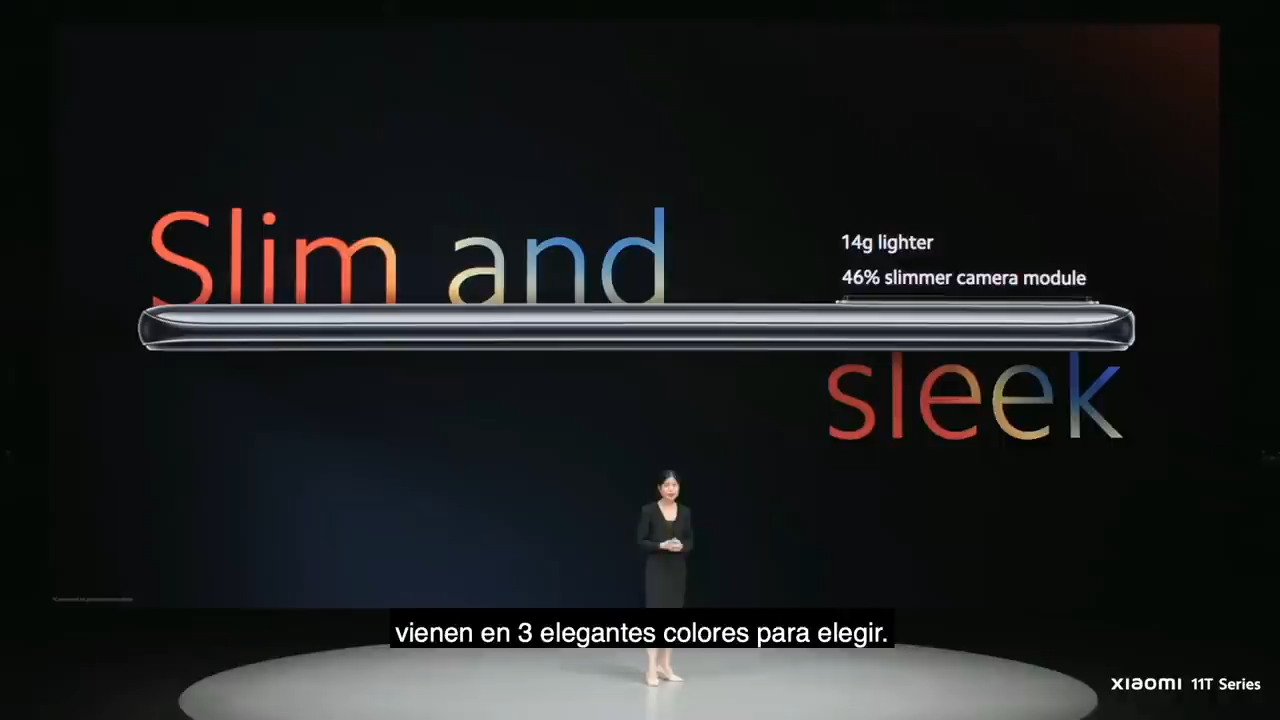 Slim and
14g lighter
46% slimmer camera module
sleek
vienen en 3 elegantes colores para elegir.
xiaomi 11T Series